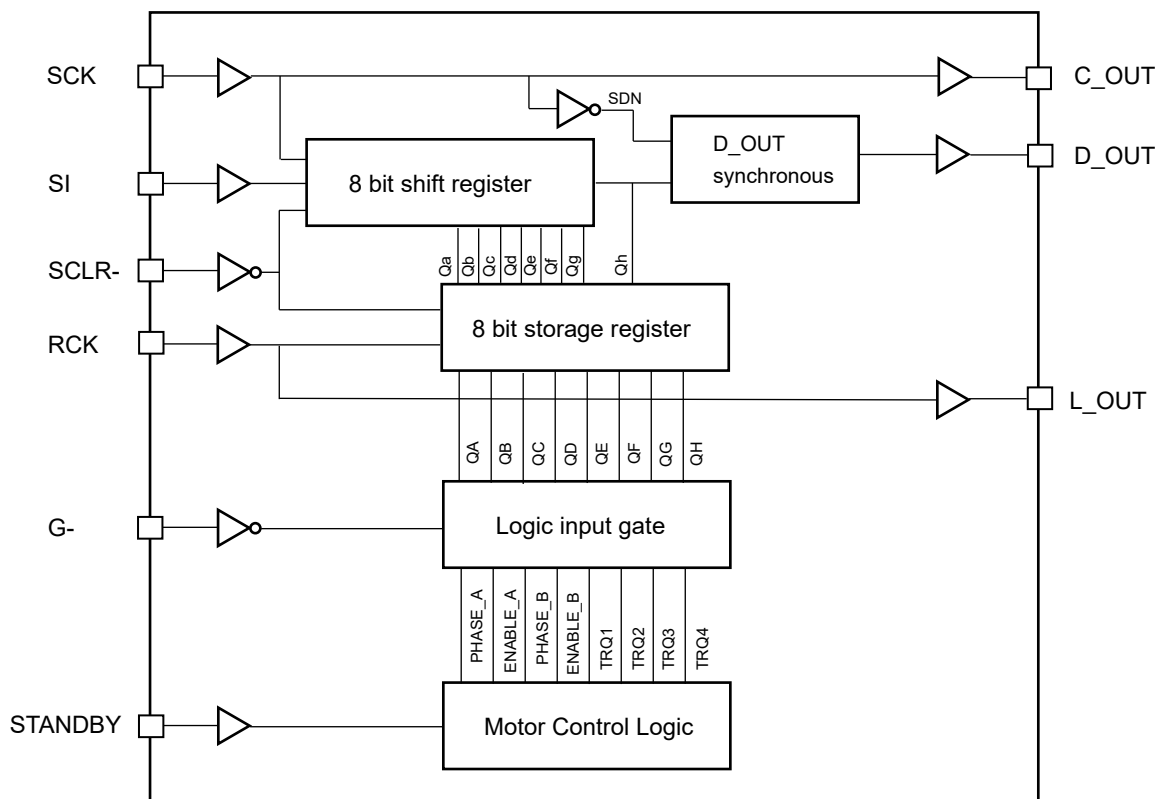 SCK
C_OUT
SDN
D_OUT
synchronous
D_OUT
SI
8 bit shift register
SCLR-
Qa
Qb
Qc
Qd
Qe
Qf
Qg
Qh
RCK
8 bit storage register
L_OUT
QA
QB
QC
QD
QE
QF
QG
QH
G-
Logic input gate
PHASE_A
ENABLE_A
PHASE_B
ENABLE_B
TRQ1
TRQ2
TRQ3
TRQ4
STANDBY
Motor Control Logic